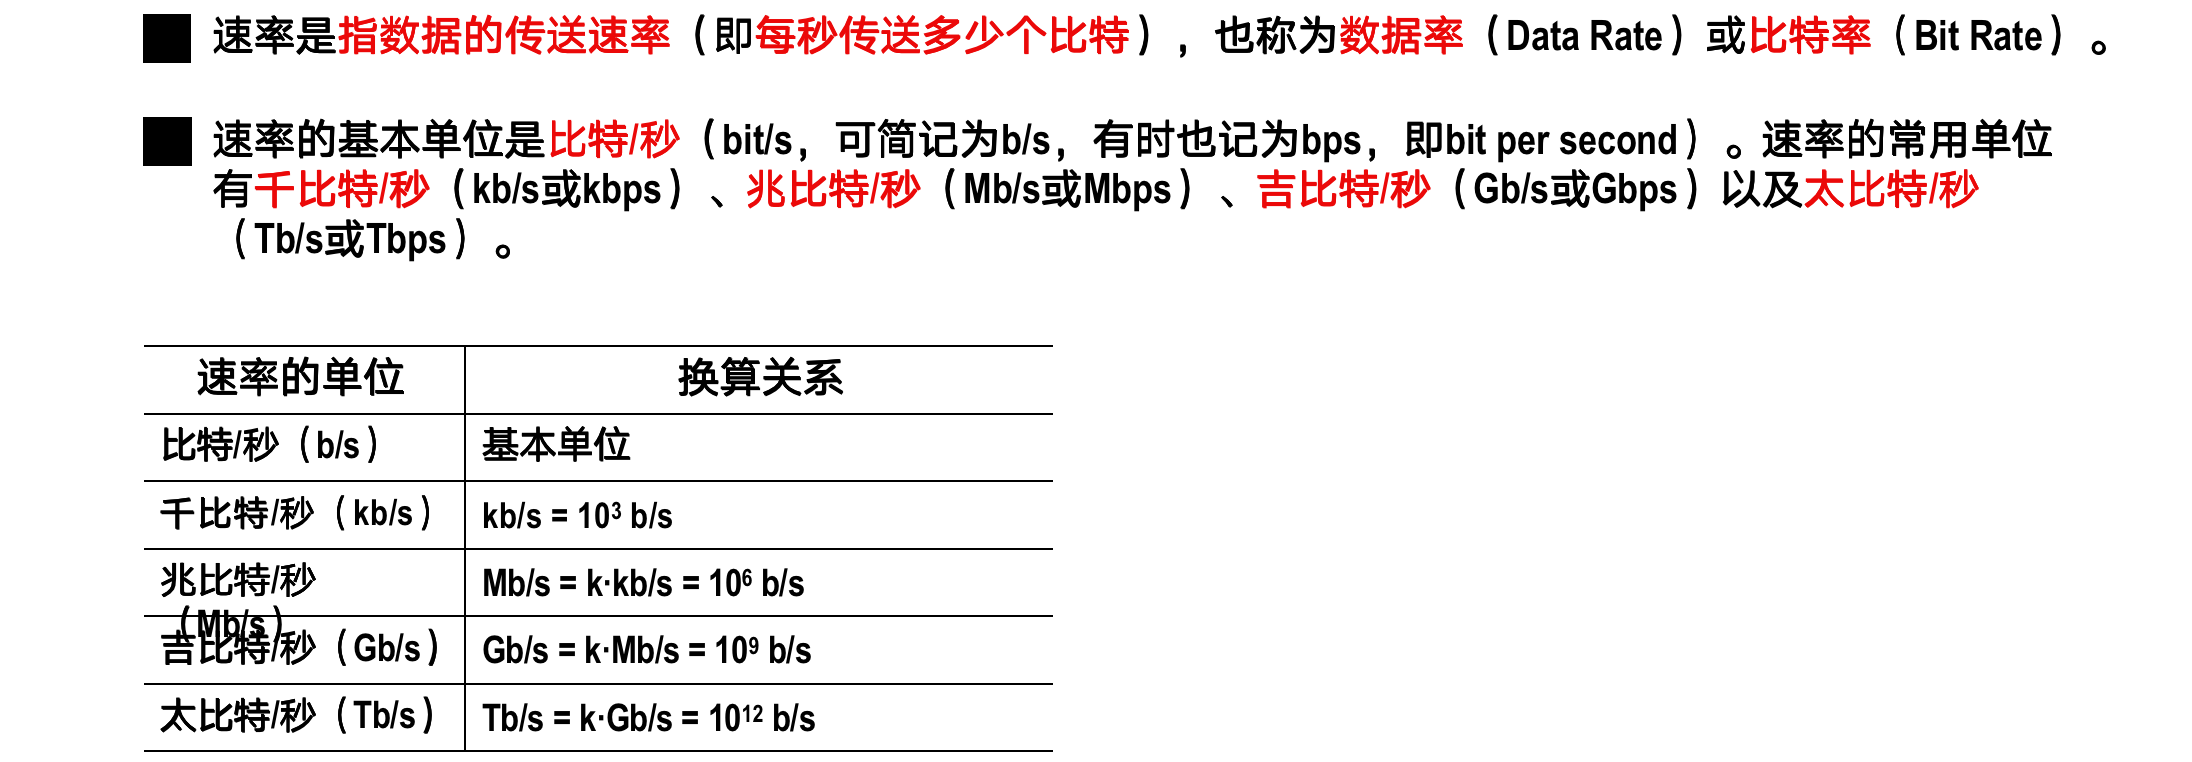 速率是指数据的传送速率（即每秒传送多少个比特），也称为数据率（Data Rate）或比特率（Bit Rate）。
速率的基本单位是比特/秒（bit/s，可简记为b/s，有时也记为bps，即bit per second）。速率的常用单位
有千比特/秒（kb/s或kbps）、兆比特/秒（Mb/s或Mbps）、吉比特/秒（Gb/s或Gbps）以及太比特/秒
（Tb/s或Tbps）。
速率的单位 换算关系
比特/秒（b/s） 基本单位
千比特/秒（kb/s） kb/s = 10³ b/s
兆比特/秒 Mb/s = k·kb/s = 10⁶ b/s
（Mb/s）
吉比特/秒（Gb/s） Gb/s = k·Mb/s = 10⁹ b/s
太比特/秒（Tb/s） Tb/s = k·Gb/s = 10¹² b/s